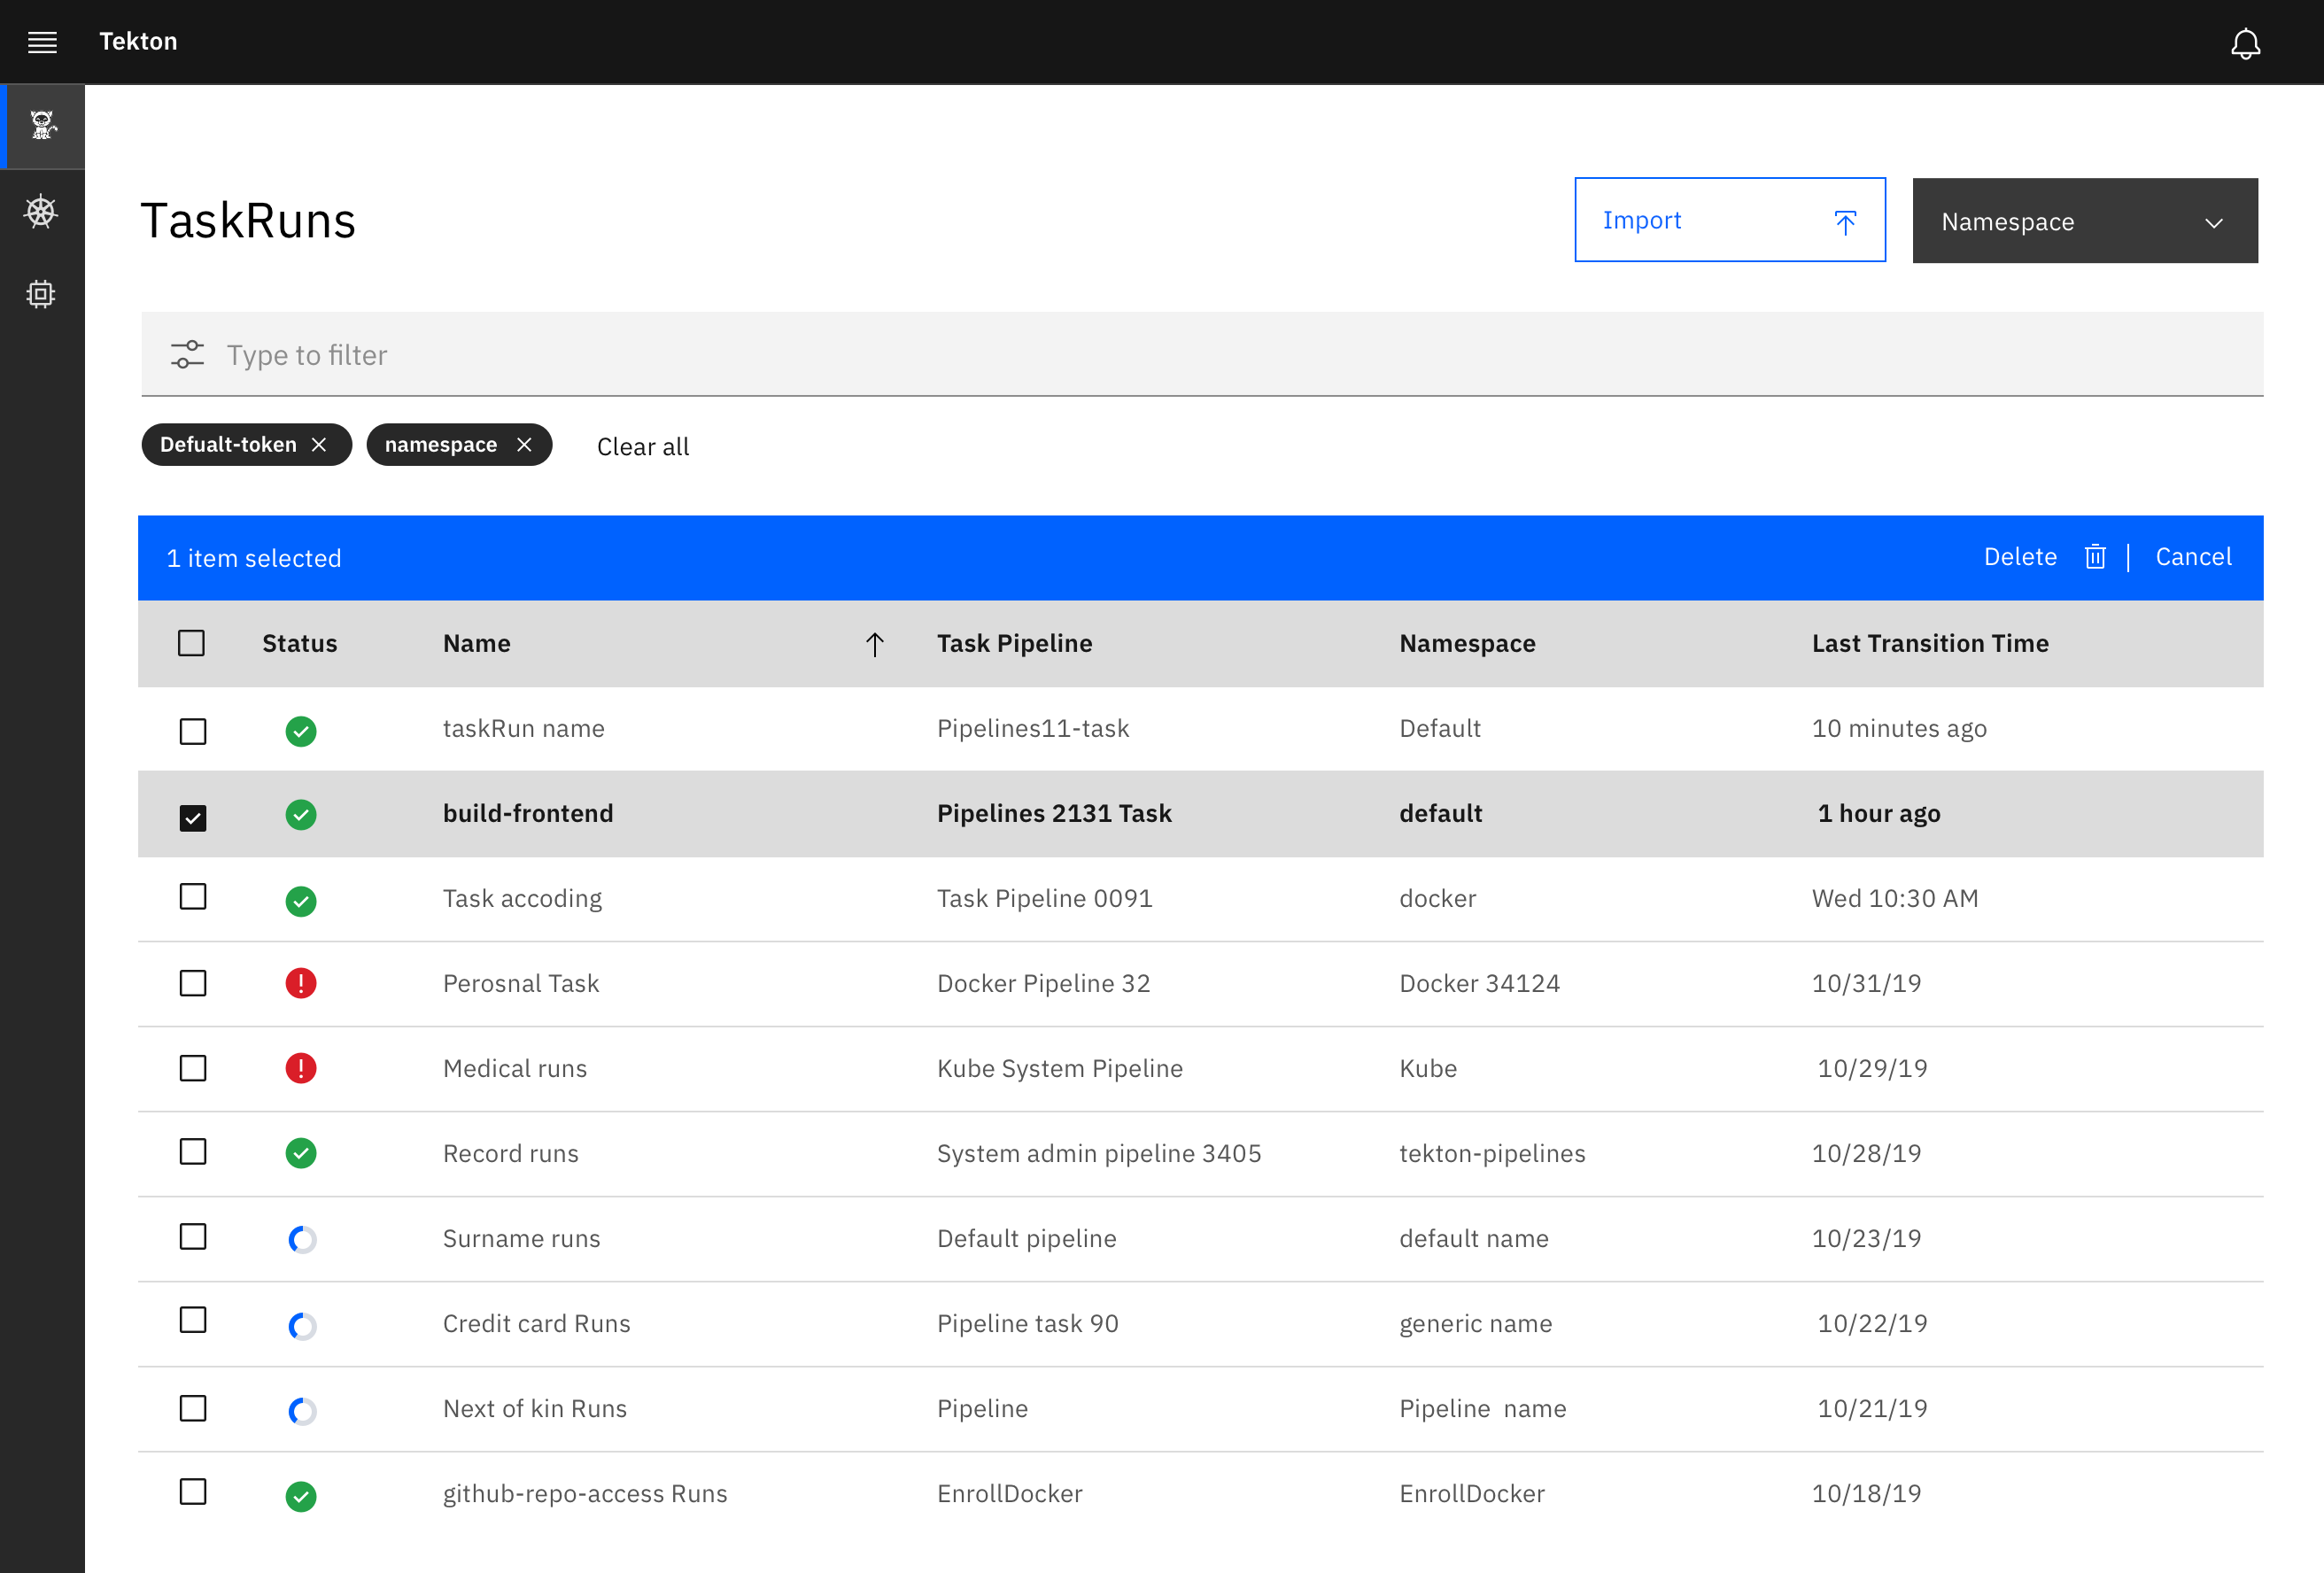 Tekton
TaskRuns
Import
Namespace
Type to filter
Defualt-token namespace Clear all
1 item selected Delete Cancel
Status Name Task Pipeline Namespace Last Transition Time
taskRun name Pipelines11-task Default 10 minutes ago
build-frontend Pipelines 2131 Task default 1 hour ago
Task accoding Task Pipeline 0091 docker Wed 10:30 AM
Perosnal Task Docker Pipeline 32 Docker 34124 10/31/19
Medical runs Kube System Pipeline Kube 10/29/19
Record runs System admin pipeline 3405 tekton-pipelines 10/28/19
Surname runs Default pipeline default name 10/23/19
Credit card Runs Pipeline task 90 generic name 10/22/19
Next of kin Runs Pipeline Pipeline name 10/21/19
github-repo-access Runs EnrollDocker EnrollDocker 10/18/19